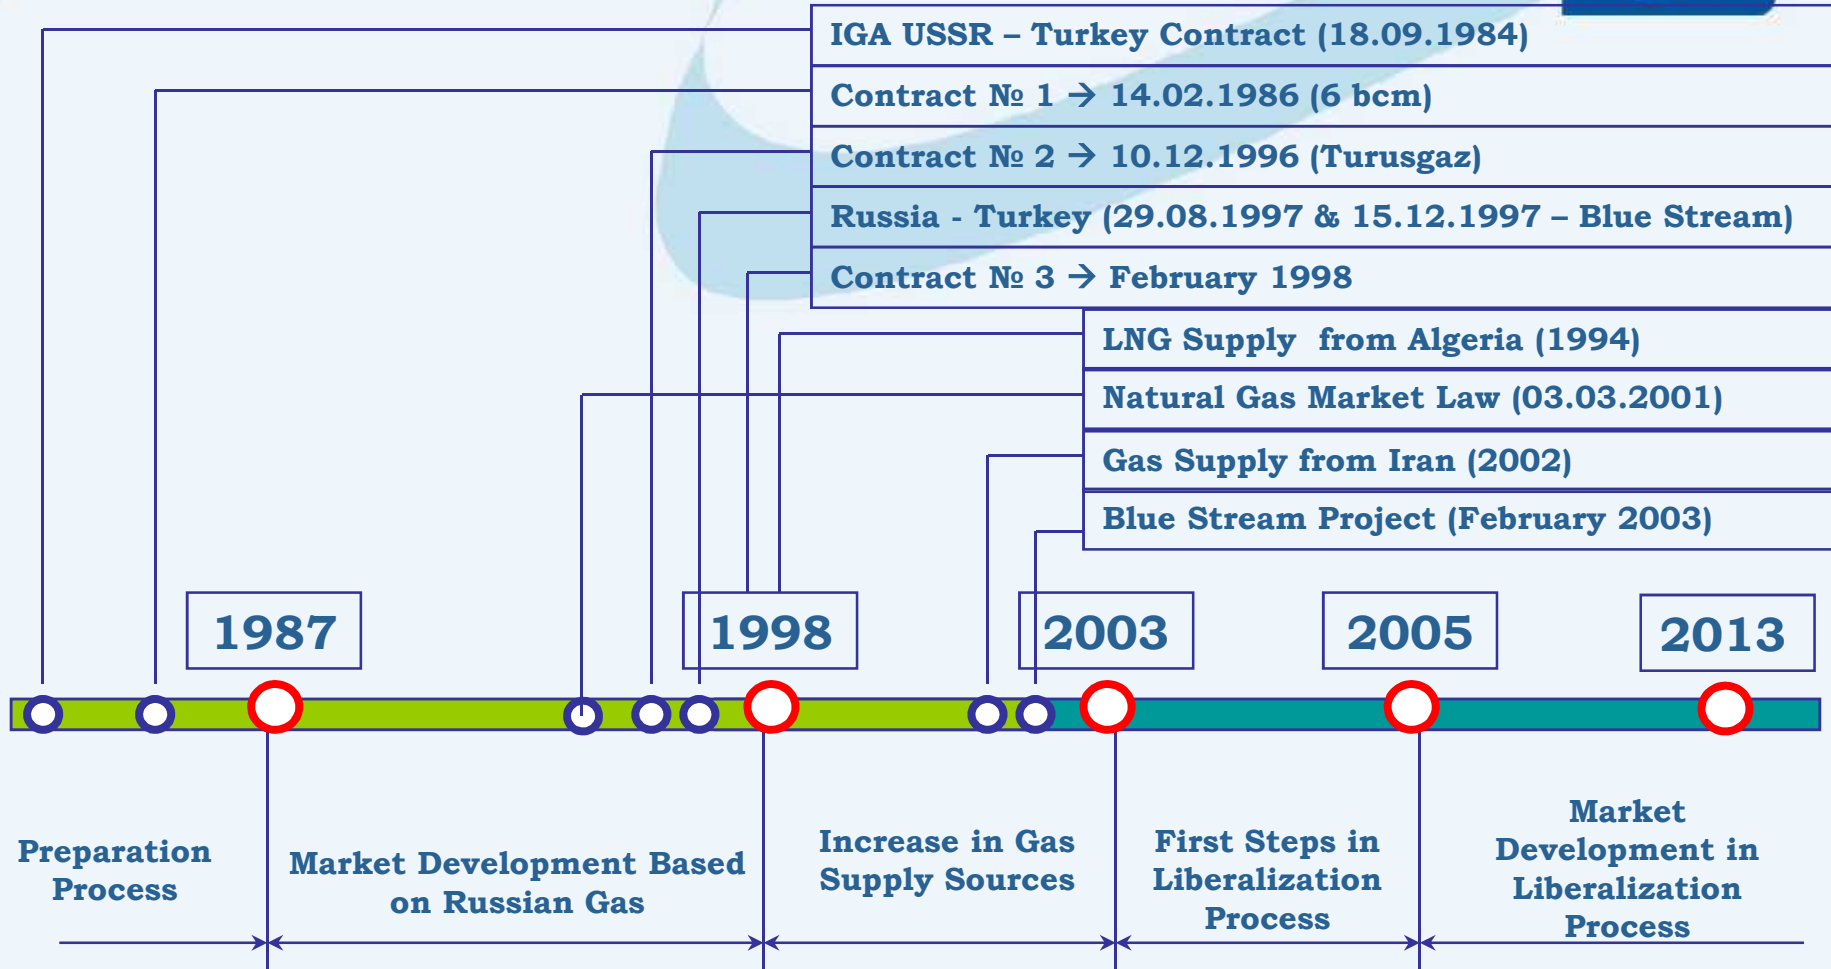 IGA USSR – Turkey Contract (18.09.1984)
Contract № 1 → 14.02.1986 (6 bcm)
Contract № 2 → 10.12.1996 (Turusgaz)
Russia - Turkey (29.08.1997 & 15.12.1997 – Blue Stream)
Contract № 3 → February 1998
LNG Supply from Algeria (1994)
Natural Gas Market Law (03.03.2001)
Gas Supply from Iran (2002)
Blue Stream Project (February 2003)
1987
1998
2003
2005
2013
Preparation
Process
Market Development Based
on Russian Gas
Increase in Gas
Supply Sources
First Steps in
Liberalization
Process
Market
Development in
Liberalization
Process